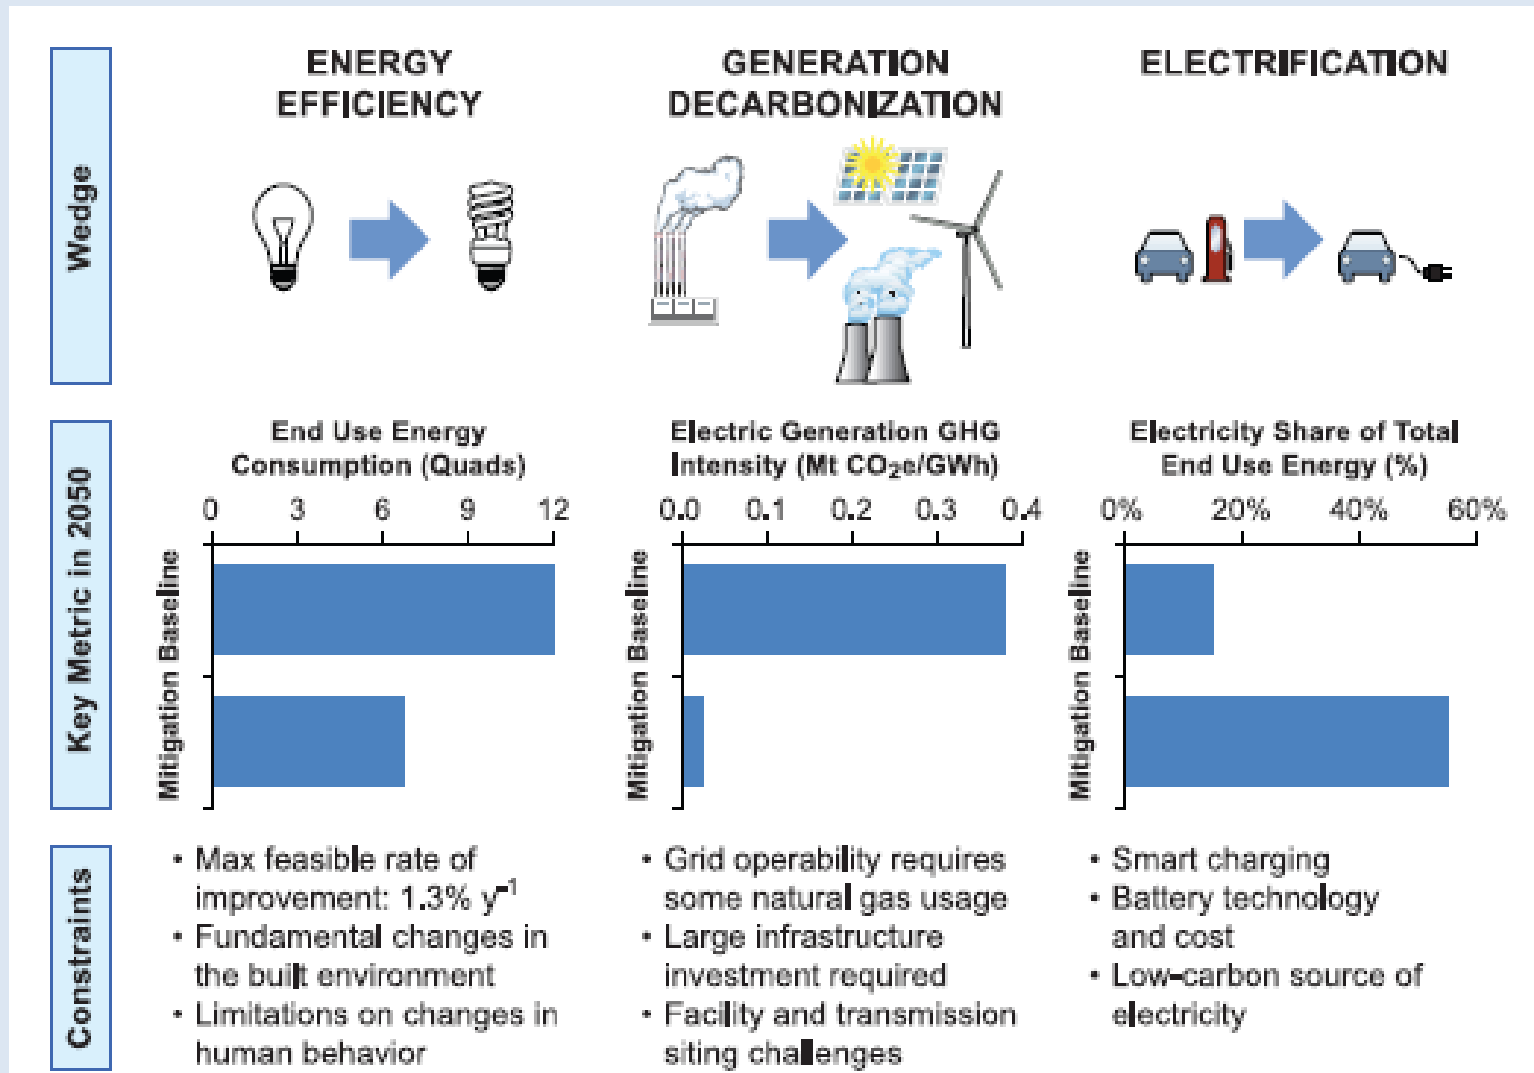 Wedge
ENERGY
EFFICIENCY
GENERATION
DECARBONIZATION
ELECTRIFICATION
Key Metric in 2050
End Use Energy
Consumption (Quads)
0 3 6 9 12
Mitigation Baseline
Electric Generation GHG
Intensity (Mt CO₂e/GWh)
0.0 0.1 0.2 0.3 0.4
Mitigation Baseline
Electricity Share of Total
End Use Energy (%)
0% 20% 40% 60%
Mitigation Baseline
Constraints
• Max feasible rate of
improvement: 1.3% y⁻¹
• Fundamental changes in
the built environment
• Limitations on changes in
human behavior
• Grid operability requires
some natural gas usage
• Large infrastructure
investment required
• Facility and transmission
siting challenges
• Smart charging
• Battery technology
and cost
• Low-carbon source of
electricity